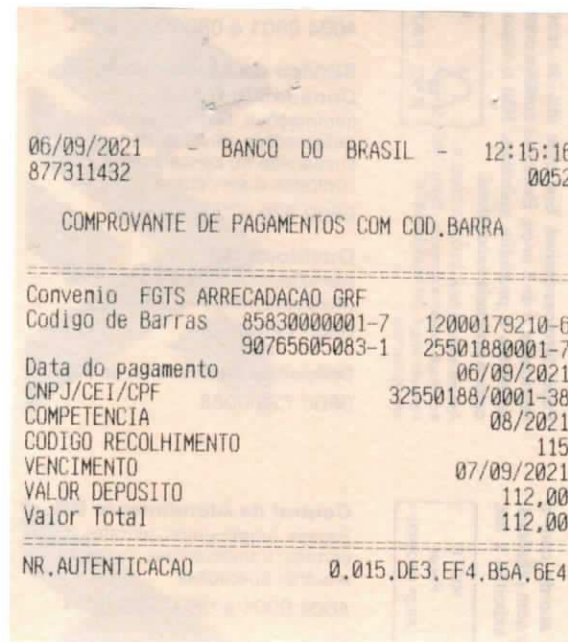 06/09/2021 - BANCO DO BRASIL - 12:15:16
877311432 0052
COMPROVANTE DE PAGAMENTOS COM COD.BARRA
Convenio FGTS ARRECADACAO GRF
Codigo de Barras 85830000001-7 12000179210-6
90765605083-1 25501880001-7
Data do pagamento 06/09/2021
CNPJ/CEI/CPF 32550188/0001-38
COMPETENCIA 08/2021
CODIGO RECOLHIMENTO 115
VENCIMENTO 07/09/2021
VALOR DEPOSITO 112,00
Valor Total 112,00
NR.AUTENTICACAO 0.015.DE3.EF4.B5A.6E4